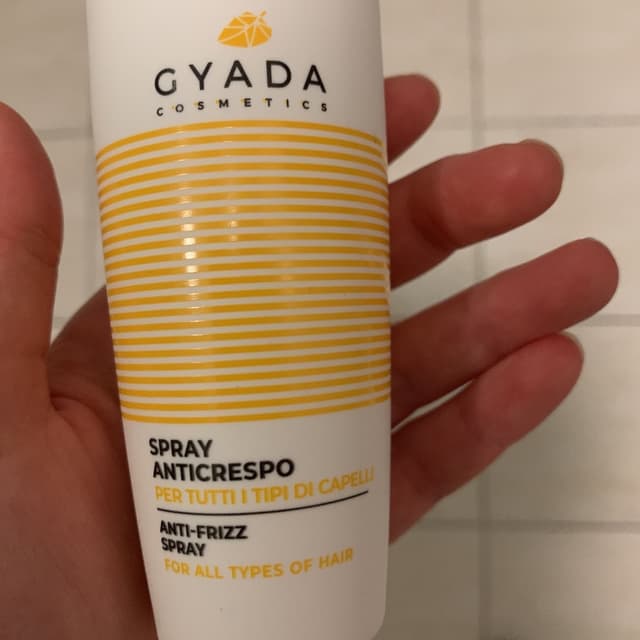 GYADA
COSMETICS
SPRAY
ANTICRESPO
PER TUTTI I TIPI DI CAPELLI
ANTI-FRIZZ
SPRAY
FOR ALL TYPES OF HAIR